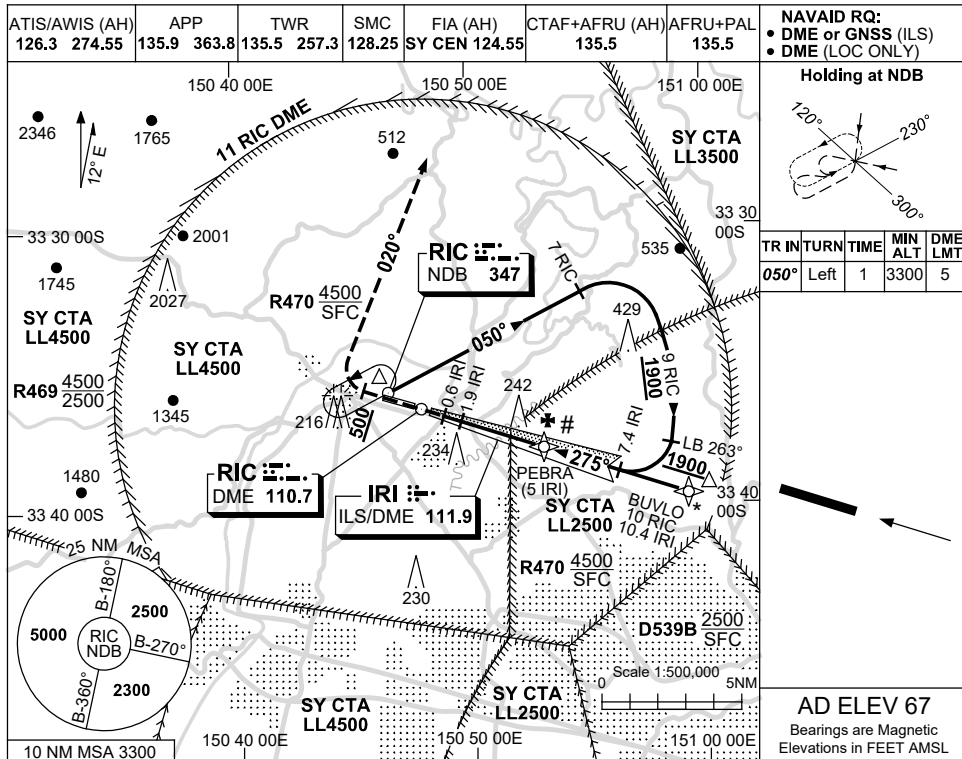 ATIS/AWIS (AH)
126.3 274.55
APP
135.9 363.8
TWR
135.5 257.3
SMC
128.25
FIA (AH)
SY CEN 124.55
CTAF+AFRU (AH)
135.5
AFRU+PAL
135.5
NAVAID RQ:
• DME or GNSS (ILS)
• DME (LOC ONLY)
150 40 00E
150 50 00E
151 00 00E
Holding at NDB
120°
230°
300°
TR IN TURN TIME MIN ALT DME LMT
050° Left 1 3300 5
2346
12° E
1765
11 RIC DME
512
SY CTA
LL3500
33 30 00S
33 30
00S
2001
535
1745
2027
020°
RIC
NDB 347
7 RIC
R470 4500
SFC
SY CTA
LL4500
SY CTA
LL4500
R469 4500
2500
1345
050°
429
9 RIC
1900
0.6 IRI
1.9 IRI
242
216
500
234
#
7.4 IRI
LB 263°
1900
275°
PEBRA
(5 IRI)
RIC
DME 110.7
IRI
ILS/DME 111.9
BUVLO
10 RIC
10.4 IRI
*
33 40
00S
1480
33 40 00S
SY CTA
LL2500
25 NM MSA
R470 4500
SFC
230
B-180°
5000
2500
RIC
NDB
B-270°
B-360°
2300
D539B 2500
SFC
Scale 1:500,000
0 5NM
SY CTA
LL4500
SY CTA
LL2500
10 NM MSA 3300
150 40 00E
150 50 00E
151 00 00E
AD ELEV 67
Bearings are Magnetic
Elevations in FEET AMSL